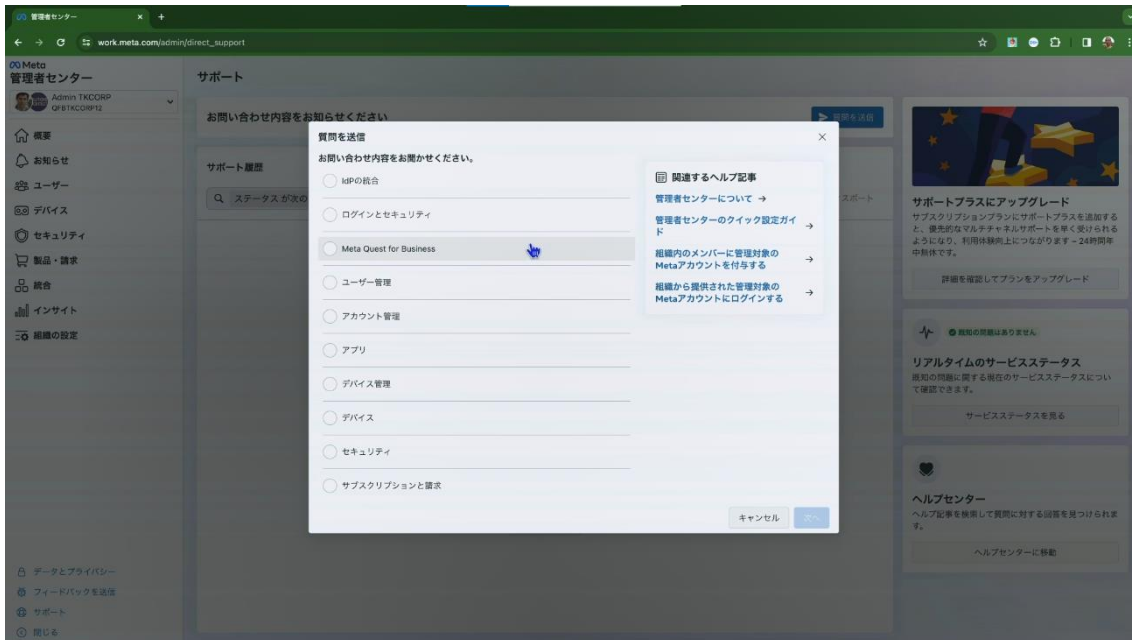 管理者センター
work.meta.com/admin/direct_support
Meta
管理者センター
Admin TKCORP
QFBTKCORP12
概要
お知らせ
ユーザー
デバイス
セキュリティ
製品・請求
統合
インサイト
組織の設定
データとプライバシー
フィードバックを送信
サポート
閉じる
サポート
お問い合わせ内容をお知らせください
質問を送信
サポート履歴
ステータス が次の
スポート
質問を送信
お問い合わせ内容をお聞かせください。
IdPの統合
ログインとセキュリティ
Meta Quest for Business
ユーザー管理
アカウント管理
アプリ
デバイス管理
デバイス
セキュリティ
サブスクリプションと請求
関連するヘルプ記事
管理者センターについて →
管理者センターのクイック設定ガイ
ド →
組織内のメンバーに管理対象の
Metaアカウントを付与する →
組織から提供された管理対象の
Metaアカウントにログインする →
キャンセル
次へ
サポートプラスにアップグレード
サブスクリプションプランにサポートプラスを追加する
と、優先的なマルチチャネルサポートを早く受けられる
ようになり、利用体験向上につながります - 24時間年
中無休です。
詳細を確認してプランをアップグレード
既知の問題はありません
リアルタイムのサービスステータス
既知の問題に関する現在のサービスステータスについ
て確認できます。
サービスステータスを見る
ヘルプセンター
ヘルプ記事を検索して質問に対する回答を見つけられま
す。
ヘルプセンターに移動